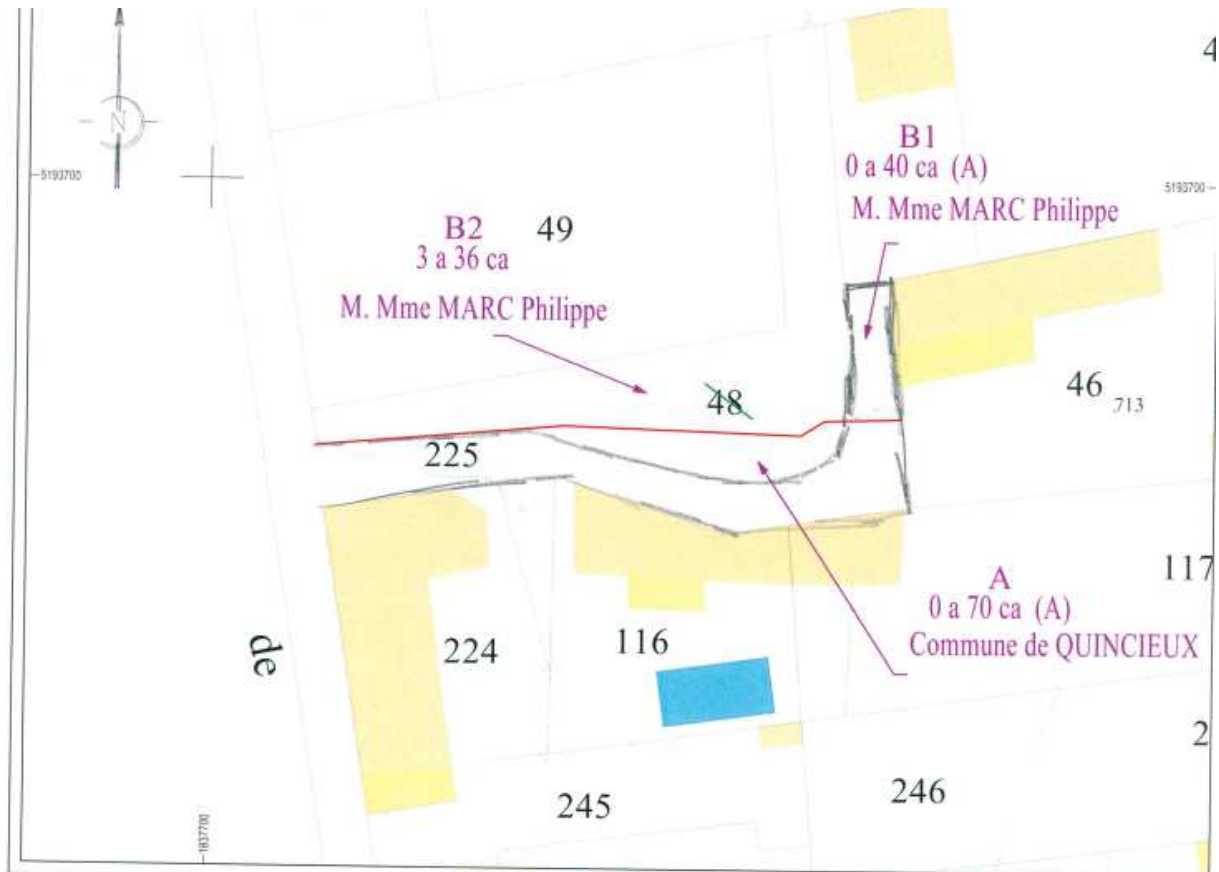 N
4
B1
0 a 40 ca (A)
5193700
5193700
M. Mme MARC Philippe
B2
49
3 a 36 ca
M. Mme MARC Philippe
48
46
713
225
117
A
0 a 70 ca (A)
Commune de QUINCIEUX
de
224
116
2
245
246
1837700